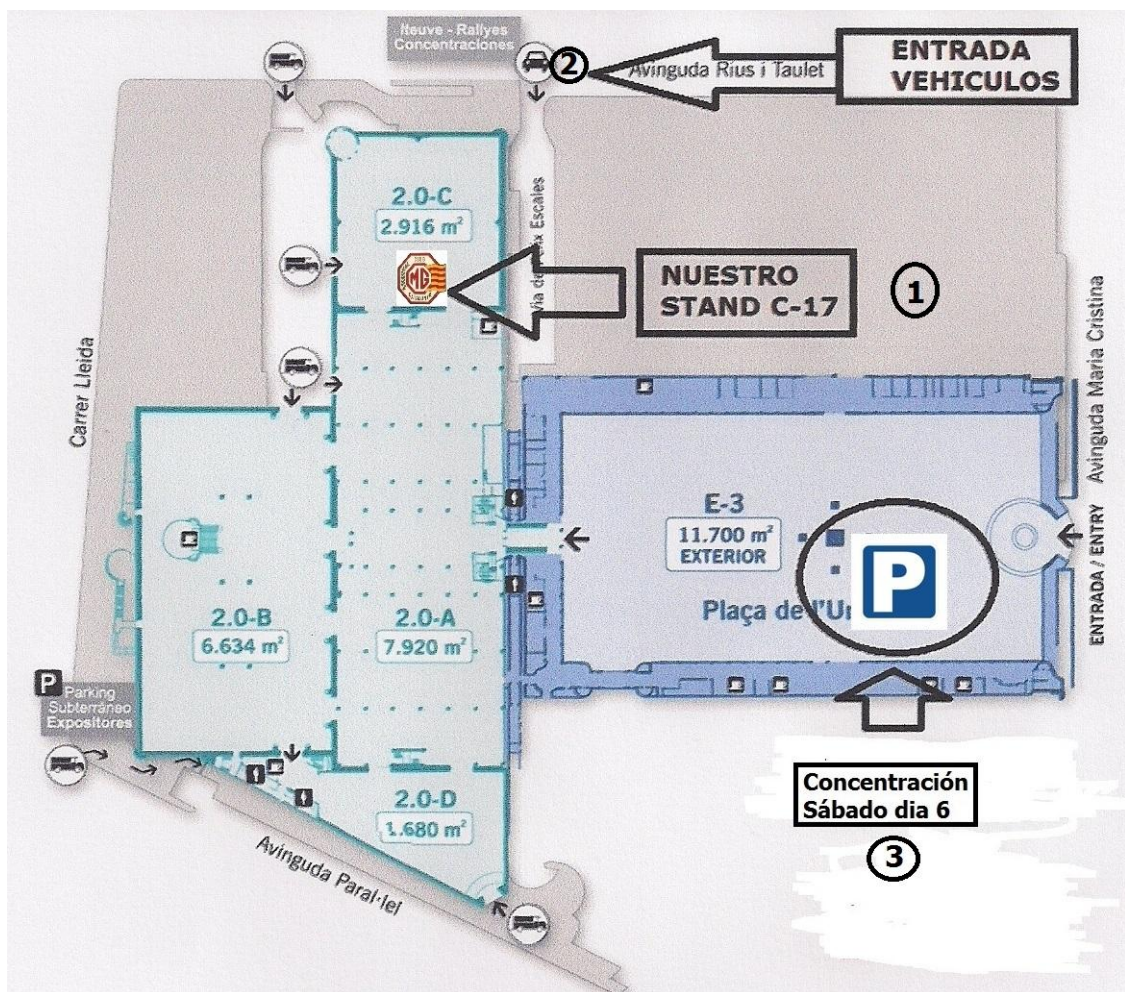 Iteuve - Rallyes
Concentraciones
2
Avinguda Rius i Taulet
ENTRADA
VEHICULOS
2.0-C
2.916 m²
MG
Escales
NUESTRO
STAND C-17
1
Carrer Lleida
Avinguda Maria Cristina
ENTRADA / ENTRY
E-3
11.700 m²
EXTERIOR
P
Plaça de l'Un
2.0-B
6.634 m²
2.0-A
7.920 m²
P
Parking
Subterráneo
Expositores
2.0-D
1.680 m²
Avinguda Paral·lel
Concentración
Sábado dia 6
3